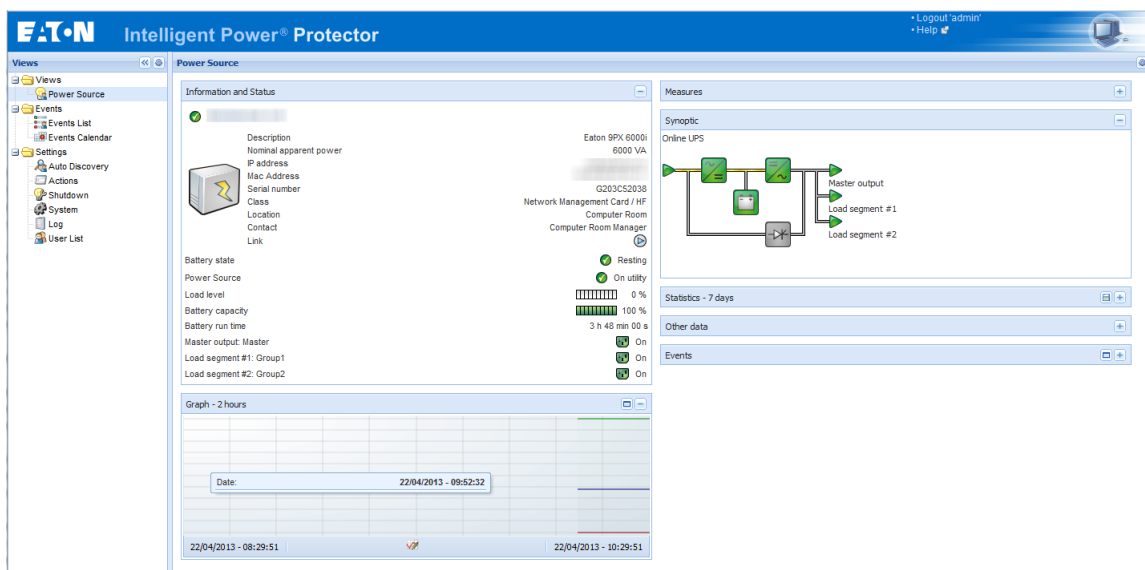 EATON Intelligent Power® Protector
• Logout 'admin'
• Help
Views
Views
Power Source
Events
Events List
Events Calendar
Settings
Auto Discovery
Actions
Shutdown
System
Log
User List
Power Source
Information and Status
Description Eaton 9PX 6000i
Nominal apparent power 6000 VA
IP address
Mac Address
Serial number G203C52038
Class Network Management Card / HF
Location Computer Room
Contact Computer Room Manager
Link
Battery state Resting
Power Source On utility
Load level 0 %
Battery capacity 100 %
Battery run time 3 h 48 min 00 s
Master output: Master On
Load segment #1: Group1 On
Load segment #2: Group2 On
Graph - 2 hours
Date: 22/04/2013 - 09:52:32
22/04/2013 - 08:29:51 22/04/2013 - 10:29:51
Measures
Synoptic
Online UPS
Master output
Load segment #1
Load segment #2
Statistics - 7 days
Other data
Events